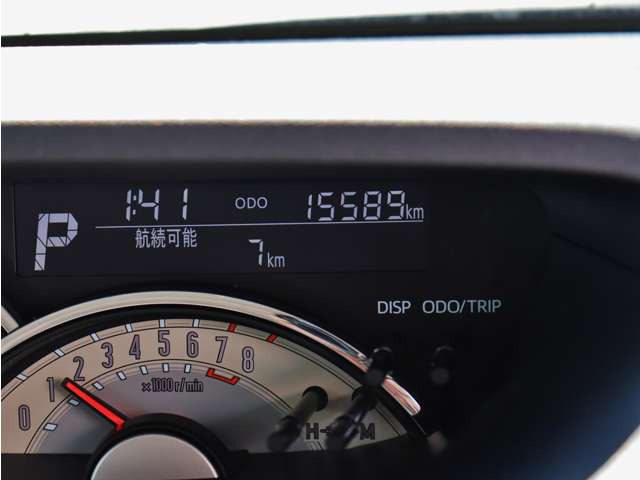 P 1:41 ODO 15589km
航続可能 7km
DISP ODO/TRIP
0 1 2 3 4 5 6 7 8
×1000r/min
H M